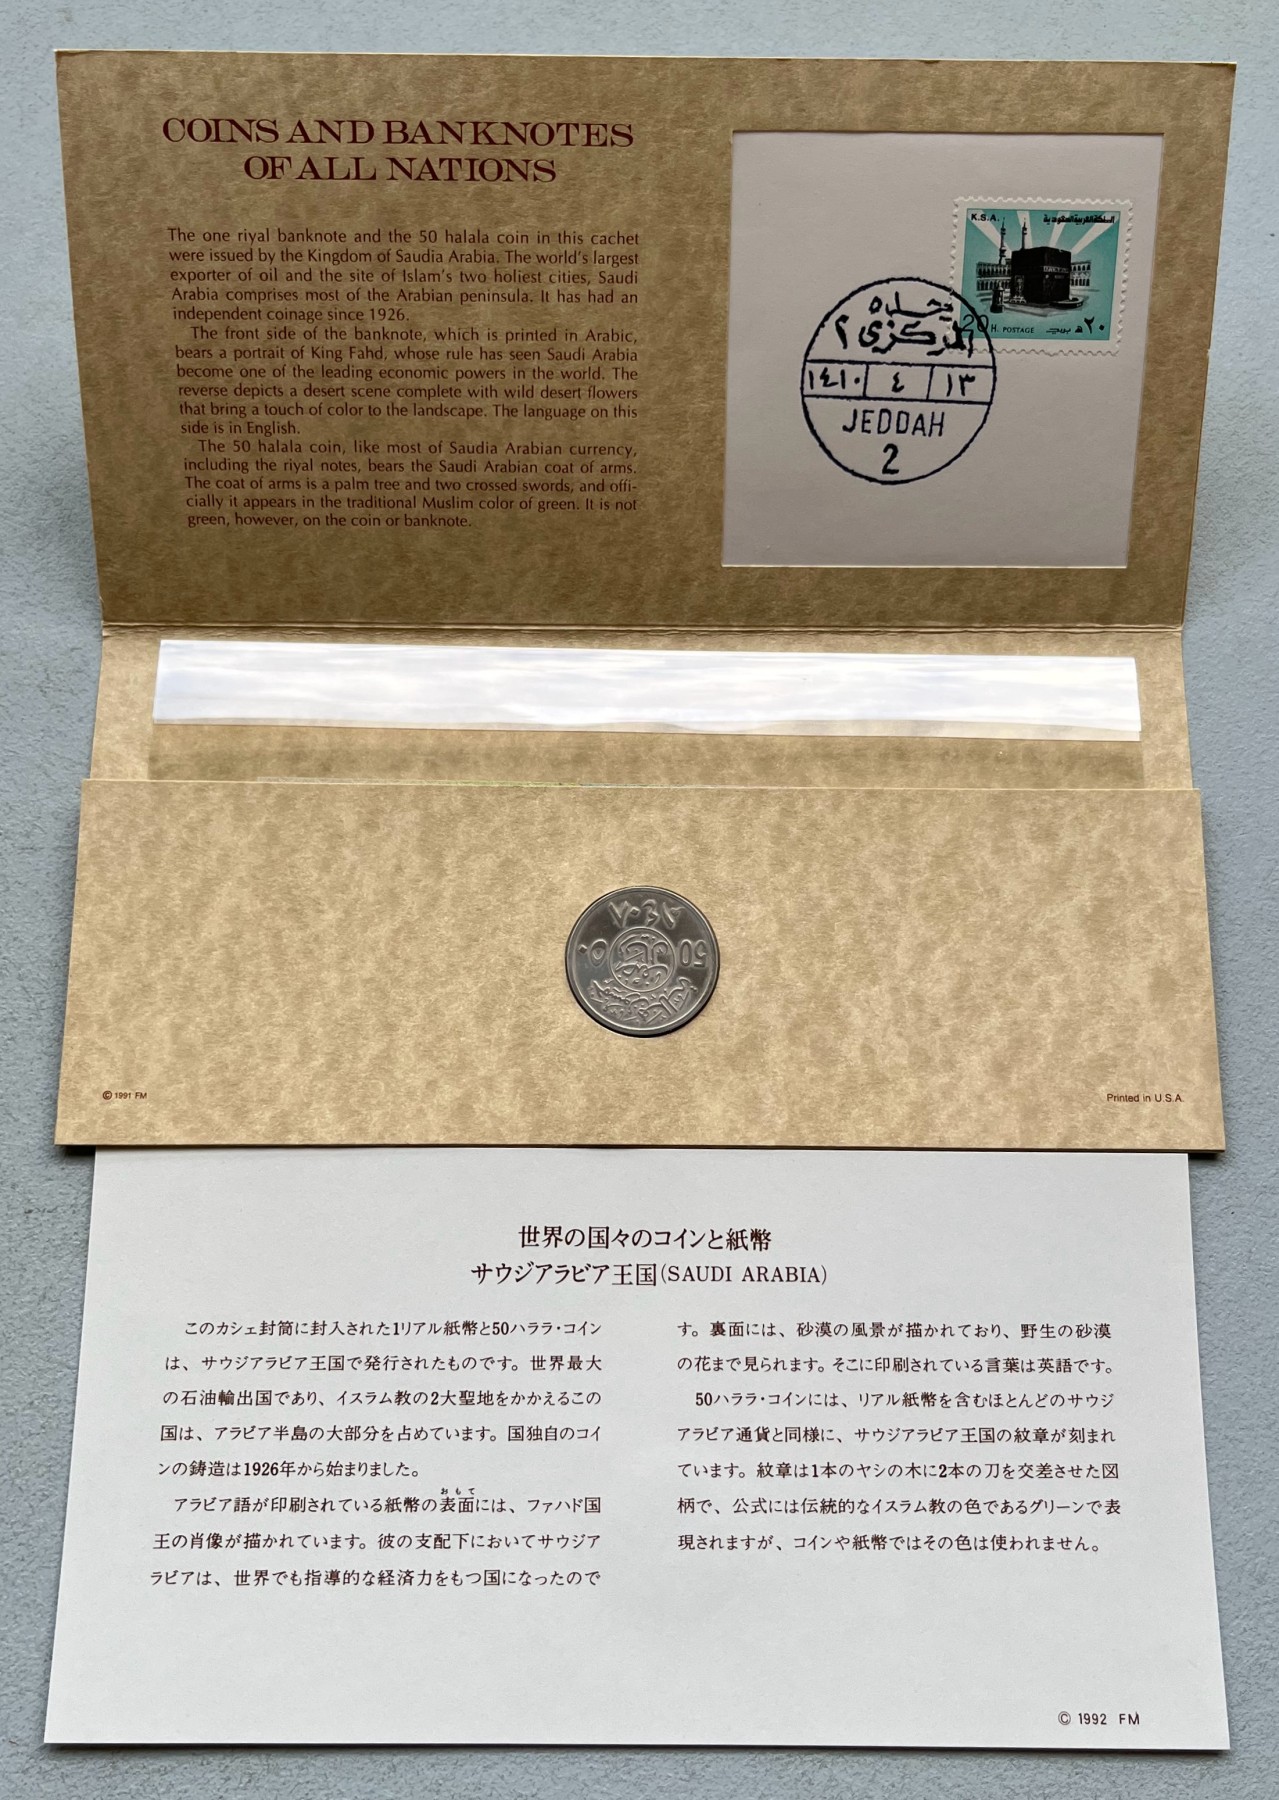 COINS AND BANKNOTES
OF ALL NATIONS
The one riyal banknote and the 50 halala coin in this cachet
were issued by the Kingdom of Saudia Arabia. The world's largest
exporter of oil and the site of Islam's two holiest cities, Saudi
Arabia comprises most of the Arabian peninsula. It has had an
independent coinage since 1926.
The front side of the banknote, which is printed in Arabic,
bears a portrait of King Fahd, whose rule has seen Saudi Arabia
become one of the leading economic powers in the world. The
reverse depicts a desert scene complete with wild desert flowers
that bring a touch of color to the landscape. The language on this
side is in English.
The 50 halala coin, like most of Saudia Arabian currency,
including the riyal notes, bears the Saudi Arabian coat of arms.
The coat of arms is a palm tree and two crossed swords, and offi-
cially it appears in the traditional Muslim color of green. It is not
green, however, on the coin or banknote.
K.S.A. المملكة العربية السعودية
20 H. POSTAGE بريد ٢٠ هـ
بجده
المركزي ٢
١٤١٠ ٤ ١٣
JEDDAH
2
50 ٥٠
© 1991 FM
Printed in U.S.A.
世界の国々のコインと紙幣
サウジアラビア王国(SAUDI ARABIA)
このカシェ封筒に封入された1リアル紙幣と50ハララ・コイン
は、サウジアラビア王国で発行されたものです。世界最大
の石油輸出国であり、イスラム教の2大聖地をかかえるこの
国は、アラビア半島の大部分を占めています。国独自のコイ
ンの鋳造は1926年から始まりました。
アラビア語が印刷されている紙幣の表面には、ファハド国
おもて
王の肖像が描かれています。彼の支配下においてサウジア
ラビアは、世界でも指導的な経済力をもつ国になったので
す。裏面には、砂漠の風景が描かれており、野生の砂漠
の花まで見られます。そこに印刷されている言葉は英語です。
50ハララ・コインには、リアル紙幣を含むほとんどのサウジ
アラビア通貨と同様に、サウジアラビア王国の紋章が刻まれ
ています。紋章は1本のヤシの木に2本の刀を交差させた図
柄で、公式には伝統的なイスラム教の色であるグリーンで表
現されますが、コインや紙幣ではその色は使われません。
© 1992 FM